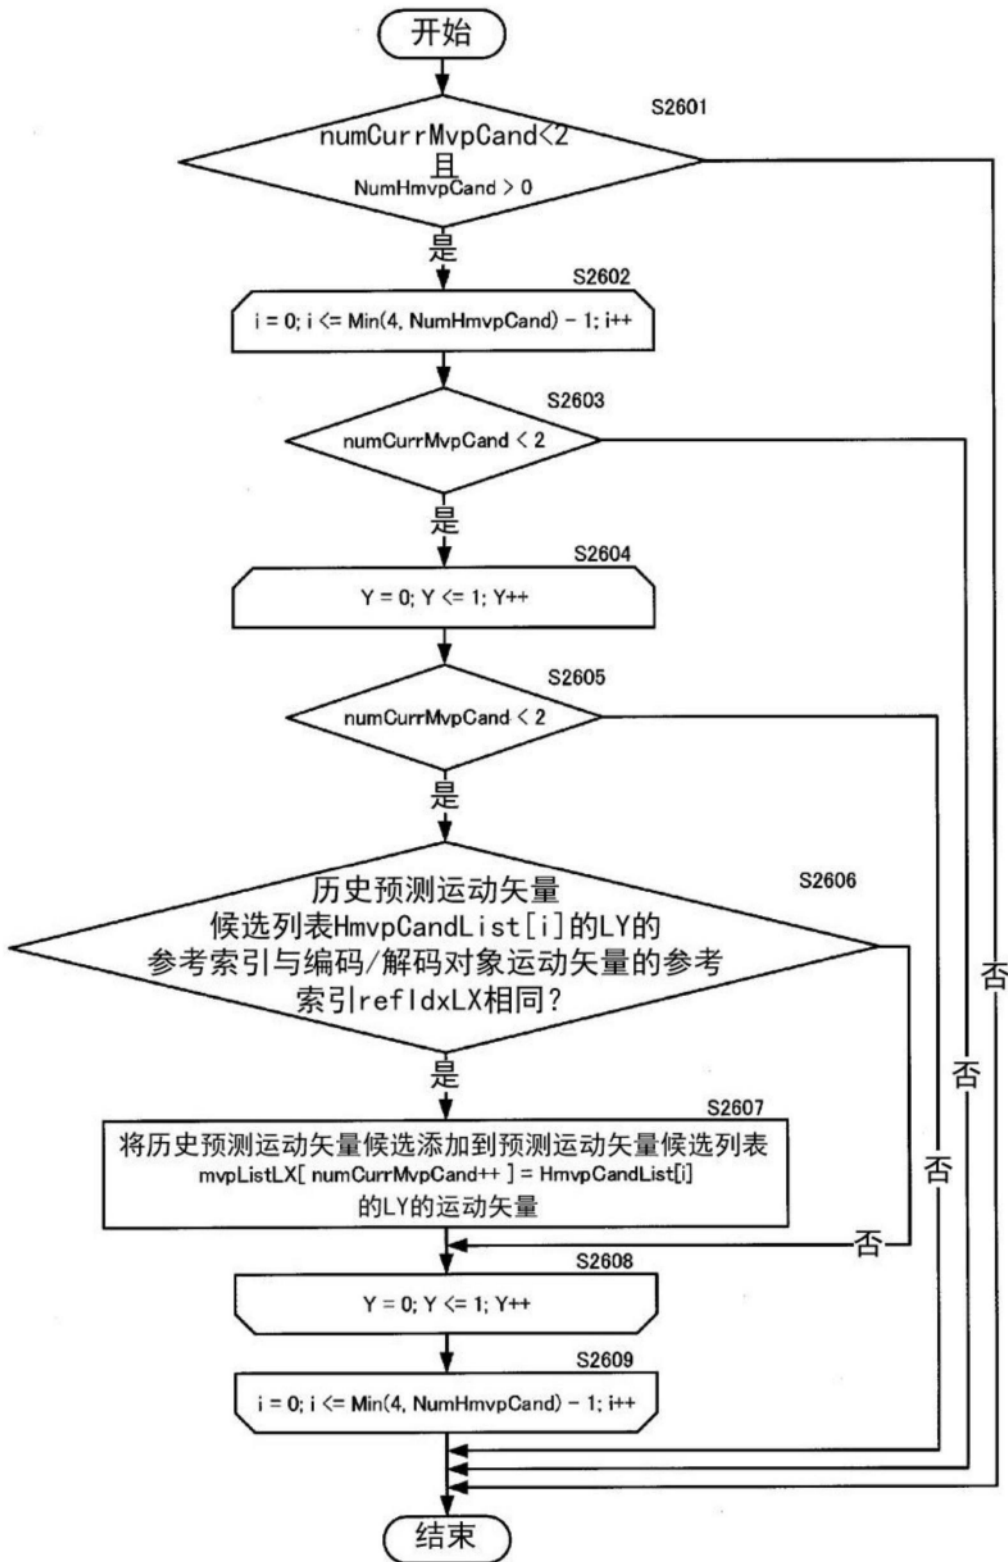 开始
S2601
numCurrMvpCand<2
且
NumHmvpCand > 0
是
S2602
i = 0; i <= Min(4, NumHmvpCand) - 1; i++
S2603
numCurrMvpCand < 2
是
S2604
Y = 0; Y <= 1; Y++
S2605
numCurrMvpCand < 2
是
S2606
历史预测运动矢量
候选列表HmvpCandList[i]的LY的
参考索引与编码/解码对象运动矢量的参考
索引refIdxLX相同?
否
是
否
S2607
将历史预测运动矢量候选添加到预测运动矢量候选列表
mvpListLX[ numCurrMvpCand++ ] = HmvpCandList[i]
的LY的运动矢量
否
否
S2608
Y = 0; Y <= 1; Y++
S2609
i = 0; i <= Min(4, NumHmvpCand) - 1; i++
结束